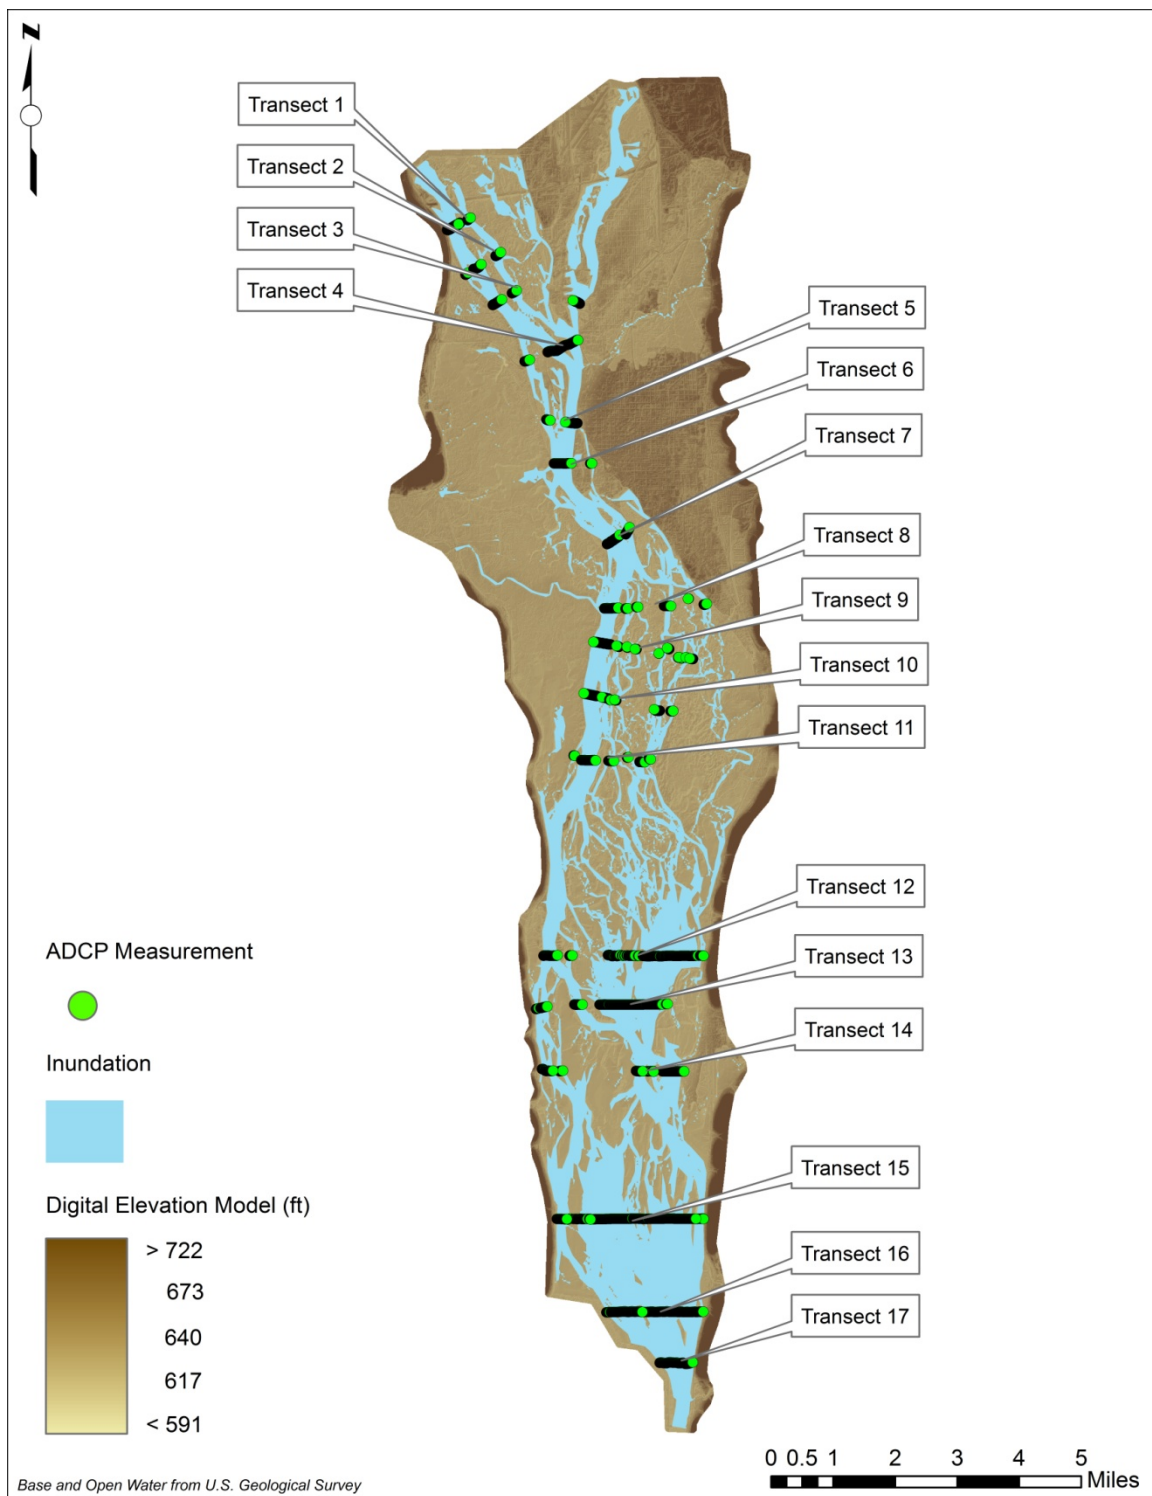 N
Transect 1
Transect 2
Transect 3
Transect 4
Transect 5
Transect 6
Transect 7
Transect 8
Transect 9
Transect 10
Transect 11
Transect 12
Transect 13
Transect 14
Transect 15
Transect 16
Transect 17
ADCP Measurement
Inundation
Digital Elevation Model (ft)
> 722
673
640
617
< 591
0 0.5 1 2 3 4 5
Miles
Base and Open Water from U.S. Geological Survey